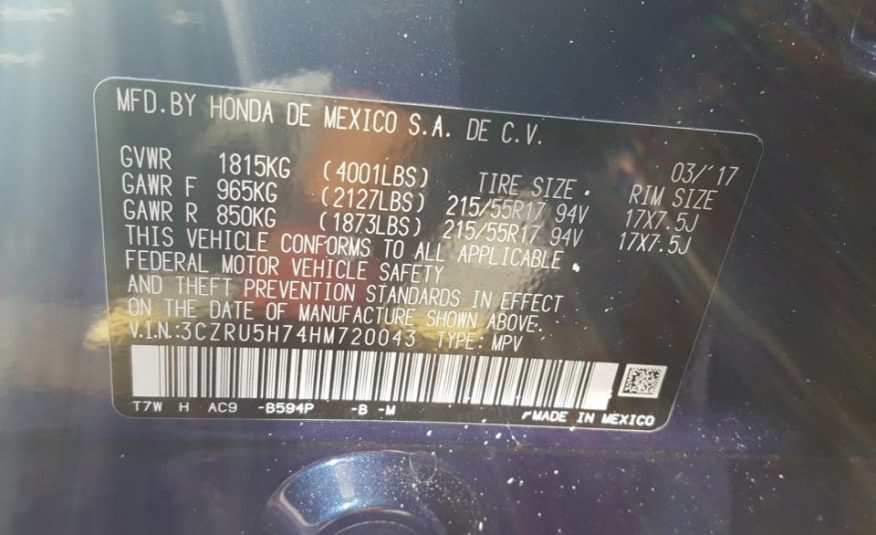 MFD.BY HONDA DE MEXICO S.A. DE C.V.
03/'17
GVWR 1815KG (4001LBS) TIRE SIZE RIM SIZE
GAWR F 965KG (2127LBS) 215/55R17 94V 17X7.5J
GAWR R 850KG (1873LBS) 215/55R17 94V 17X7.5J
THIS VEHICLE CONFORMS TO ALL APPLICABLE
FEDERAL MOTOR VEHICLE SAFETY
AND THEFT PREVENTION STANDARDS IN EFFECT
ON THE DATE OF MANUFACTURE SHOWN ABOVE.
V.I.N.:3CZRU5H74HM720043 TYPE: MPV
T7W H AC9 -B594P -B -M MADE IN MEXICO